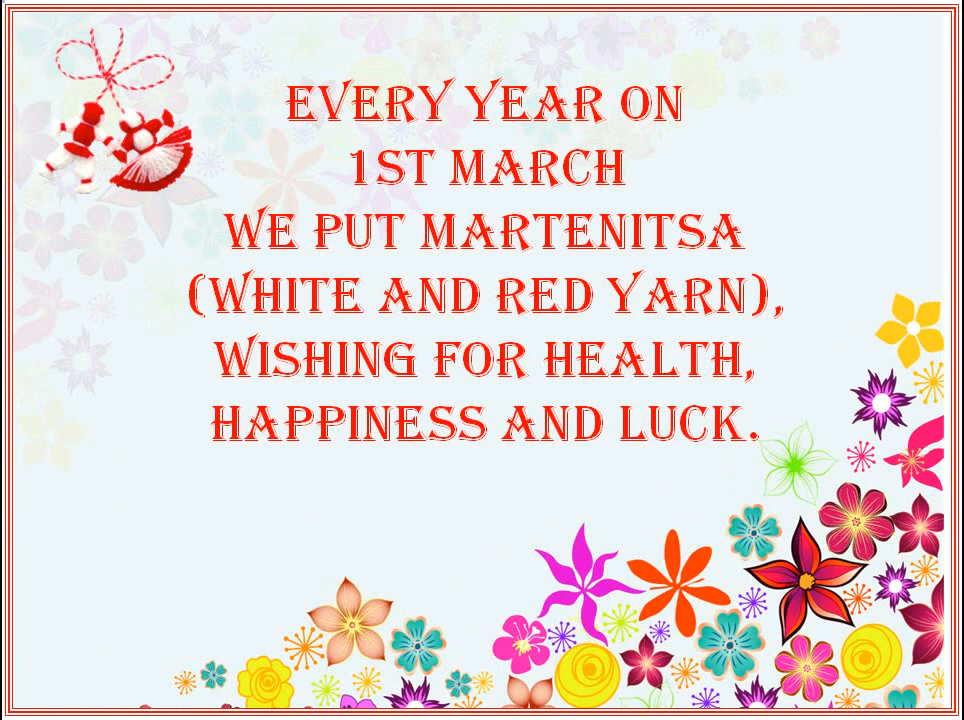 EVERY YEAR ON
1ST MARCH
WE PUT MARTENITSA
(WHITE AND RED YARN),
WISHING FOR HEALTH,
HAPPINESS AND LUCK.